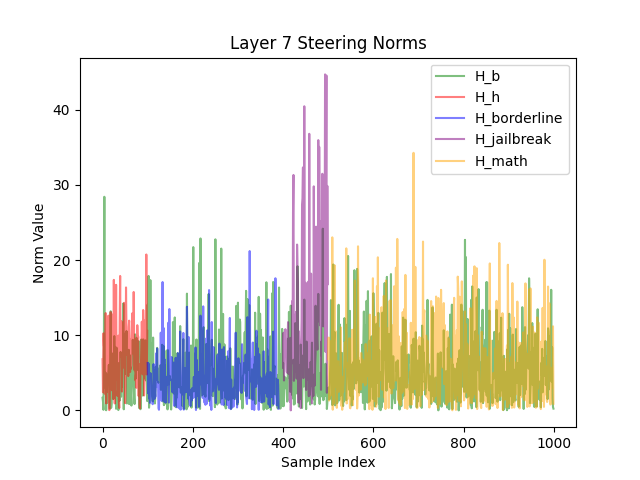 Layer 7 Steering Norms
H_b
H_h
H_borderline
H_jailbreak
H_math
Norm Value
40
30
20
10
0
0 200 400 600 800 1000
Sample Index